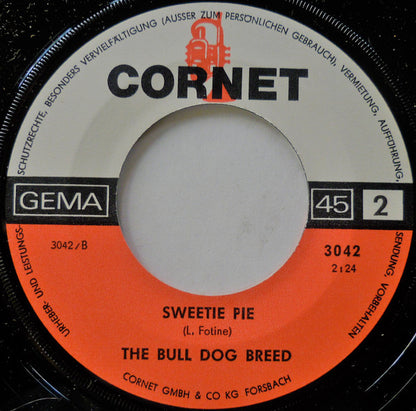 URHEBER- UND LEISTUNGS-SCHUTZRECHTE, BESONDERS VERVIELFÄLTIGUNG (AUSSER ZUM PERSÖNLICHEN GEBRAUCH), VERMIETUNG, AUFFÜHRUNG, SENDUNG, VORBEHALTEN
CORNET
GEMA 45 2
3042/B 3042
2:24
SWEETIE PIE
(L. Fotine)
THE BULL DOG BREED
CORNET GMBH & CO KG FORSBACH